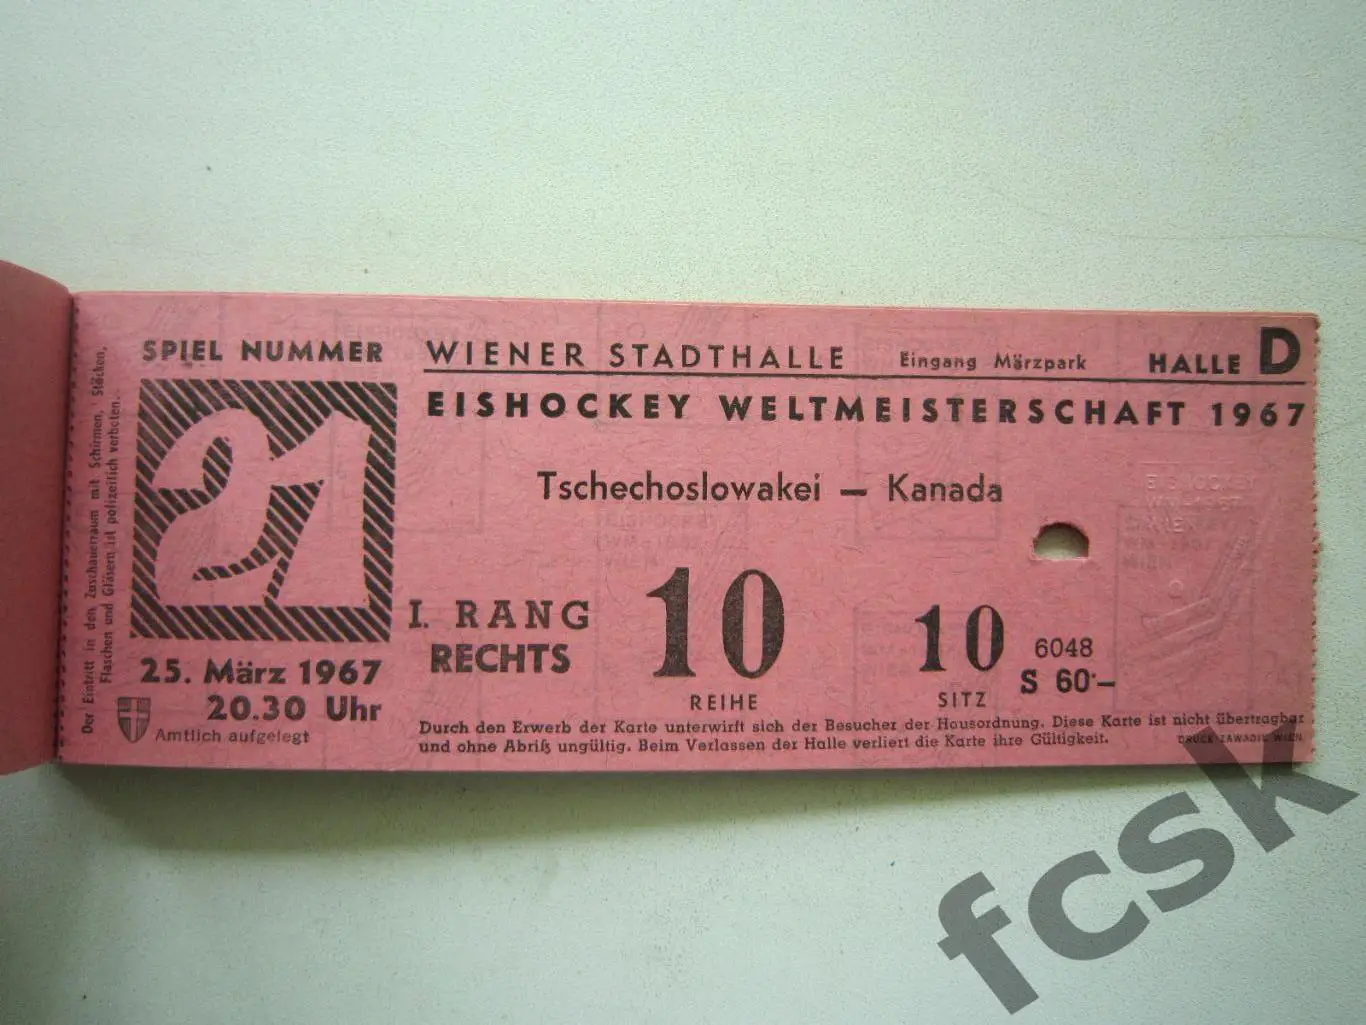 Der Eintritt in den Zuschauerraum mit Schirmen, Stöcken,
Flaschen und Gläsern ist polizeilich verboten.
SPIEL NUMMER
21
25. März 1967
20.30 Uhr
Amtlich aufgelegt
WIENER STADTHALLE Eingang Märzpark HALLE D
EISHOCKEY WELTMEISTERSCHAFT 1967
Tschechoslowakei – Kanada
I. RANG
RECHTS
10
REIHE
10
SITZ
6048
S 60·–
Durch den Erwerb der Karte unterwirft sich der Besucher der Hausordnung. Diese Karte ist nicht übertragbar
und ohne Abriß ungültig. Beim Verlassen der Halle verliert die Karte ihre Gültigkeit.
DRUCK ZAWADIL WIEN
fcsk